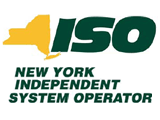 ISO
NEW YORK
INDEPENDENT
SYSTEM OPERATOR